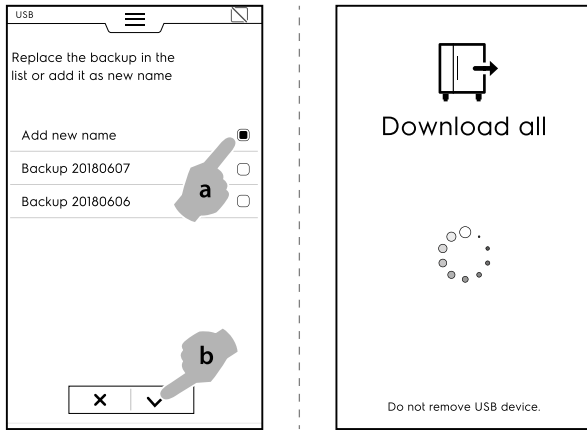 USB
Replace the backup in the
list or add it as new name
Add new name
Backup 20180607
Backup 20180606
a
b
Download all
Do not remove USB device.